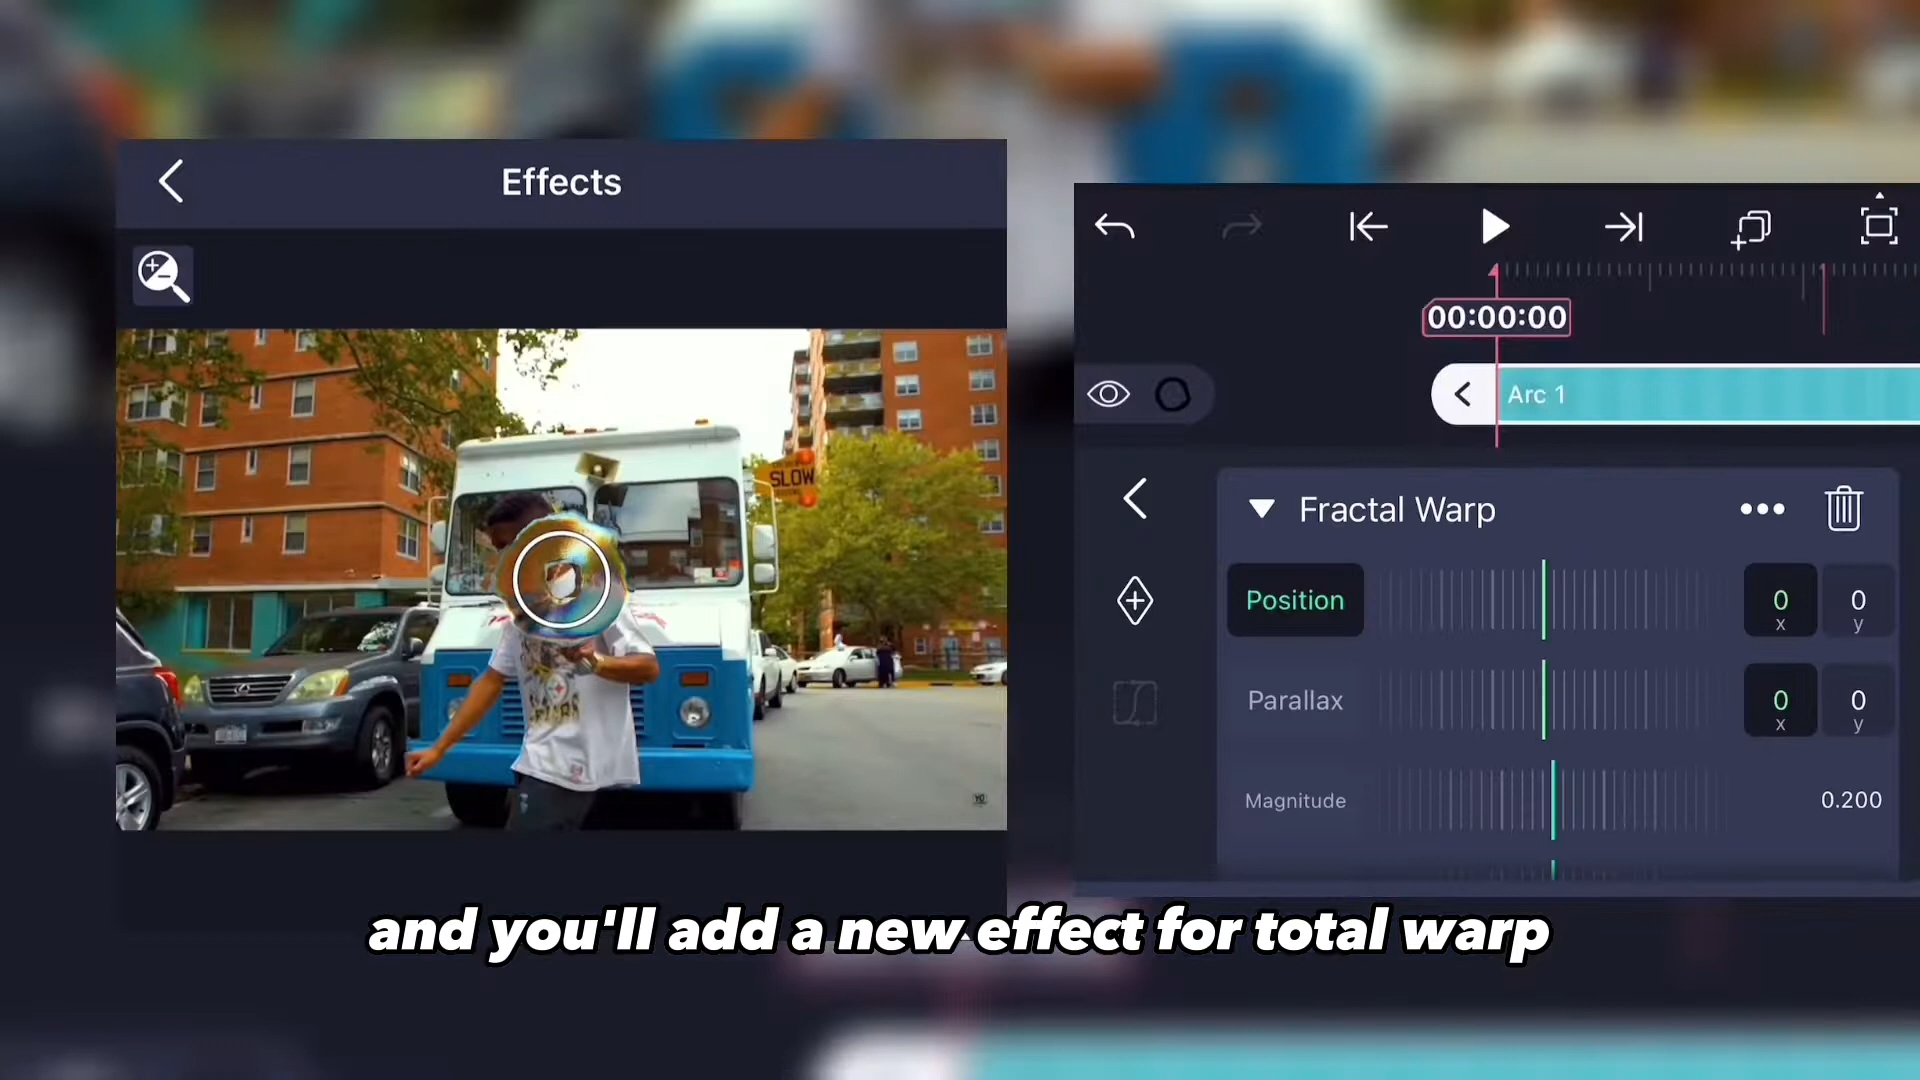 Effects
SLOW
00:00:00
Arc 1
Fractal Warp
Position
0
x
0
y
Parallax
0
x
0
y
Magnitude
0.200
and you'll add a new effect for total warp